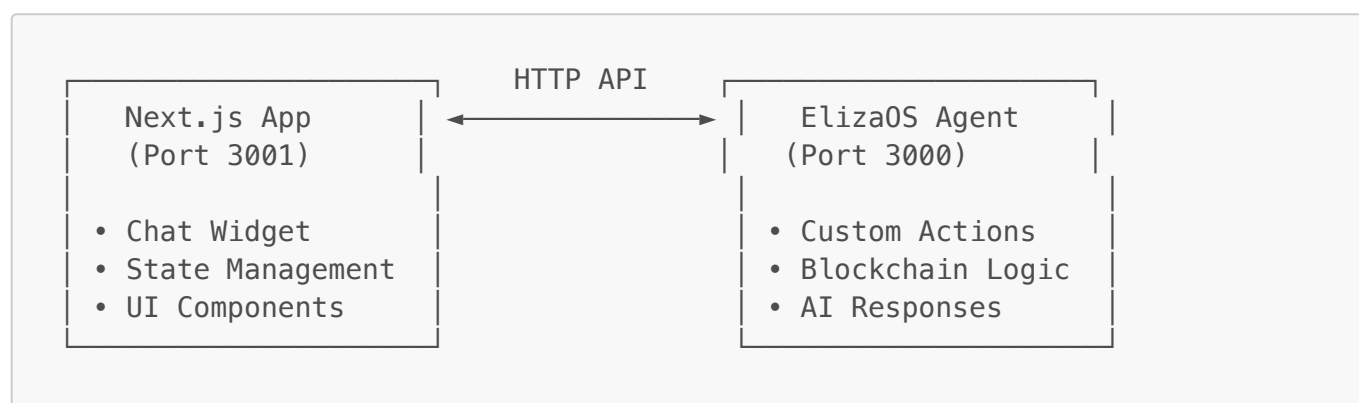 HTTP API
Next.js App ElizaOS Agent
(Port 3001) (Port 3000)
• Chat Widget • Custom Actions
• State Management • Blockchain Logic
• UI Components • AI Responses